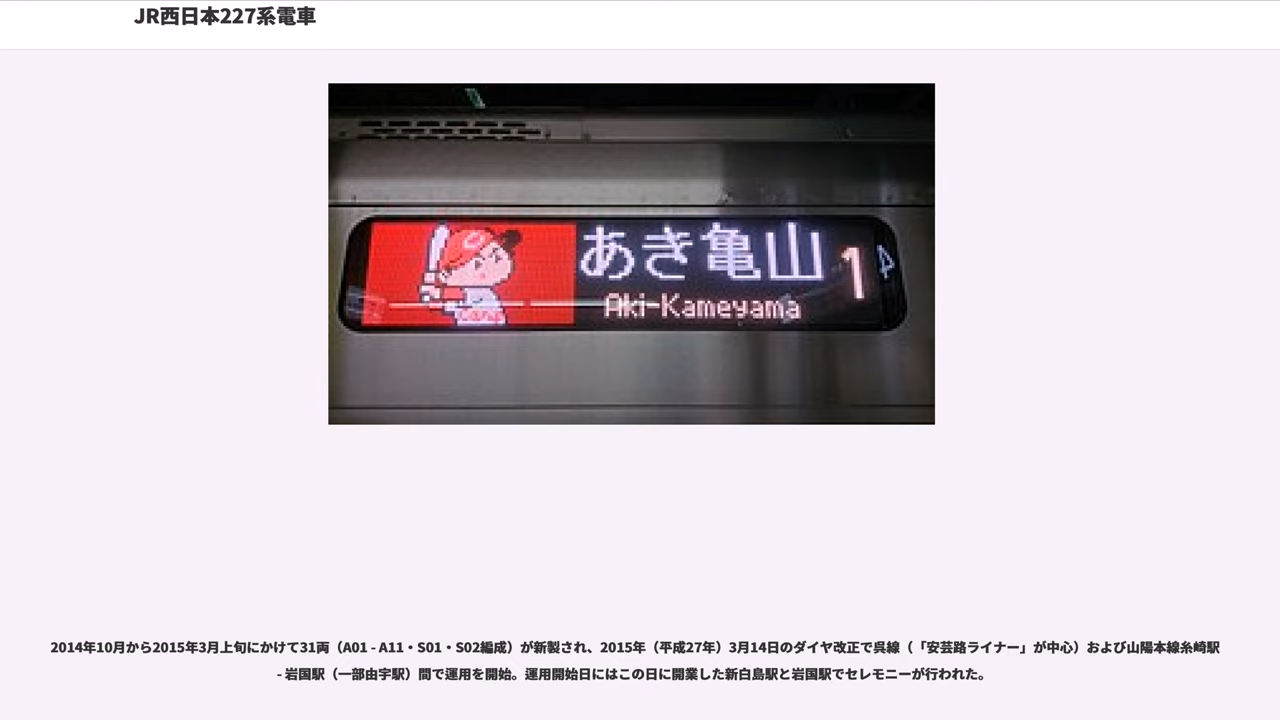 JR西日本227系電車
あき亀山
Aki-Kameyama
1
2014年10月から2015年3月上旬にかけて31両（A01 - A11・S01・S02編成）が新製され、2015年（平成27年）3月14日のダイヤ改正で呉線（「安芸路ライナー」が中心）および山陽本線糸崎駅
- 岩国駅（一部由宇駅）間で運用を開始。運用開始日にはこの日に開業した新白島駅と岩国駅でセレモニーが行われた。